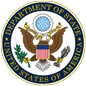 DEPARTMENT OF STATE
UNITED STATES OF AMERICA